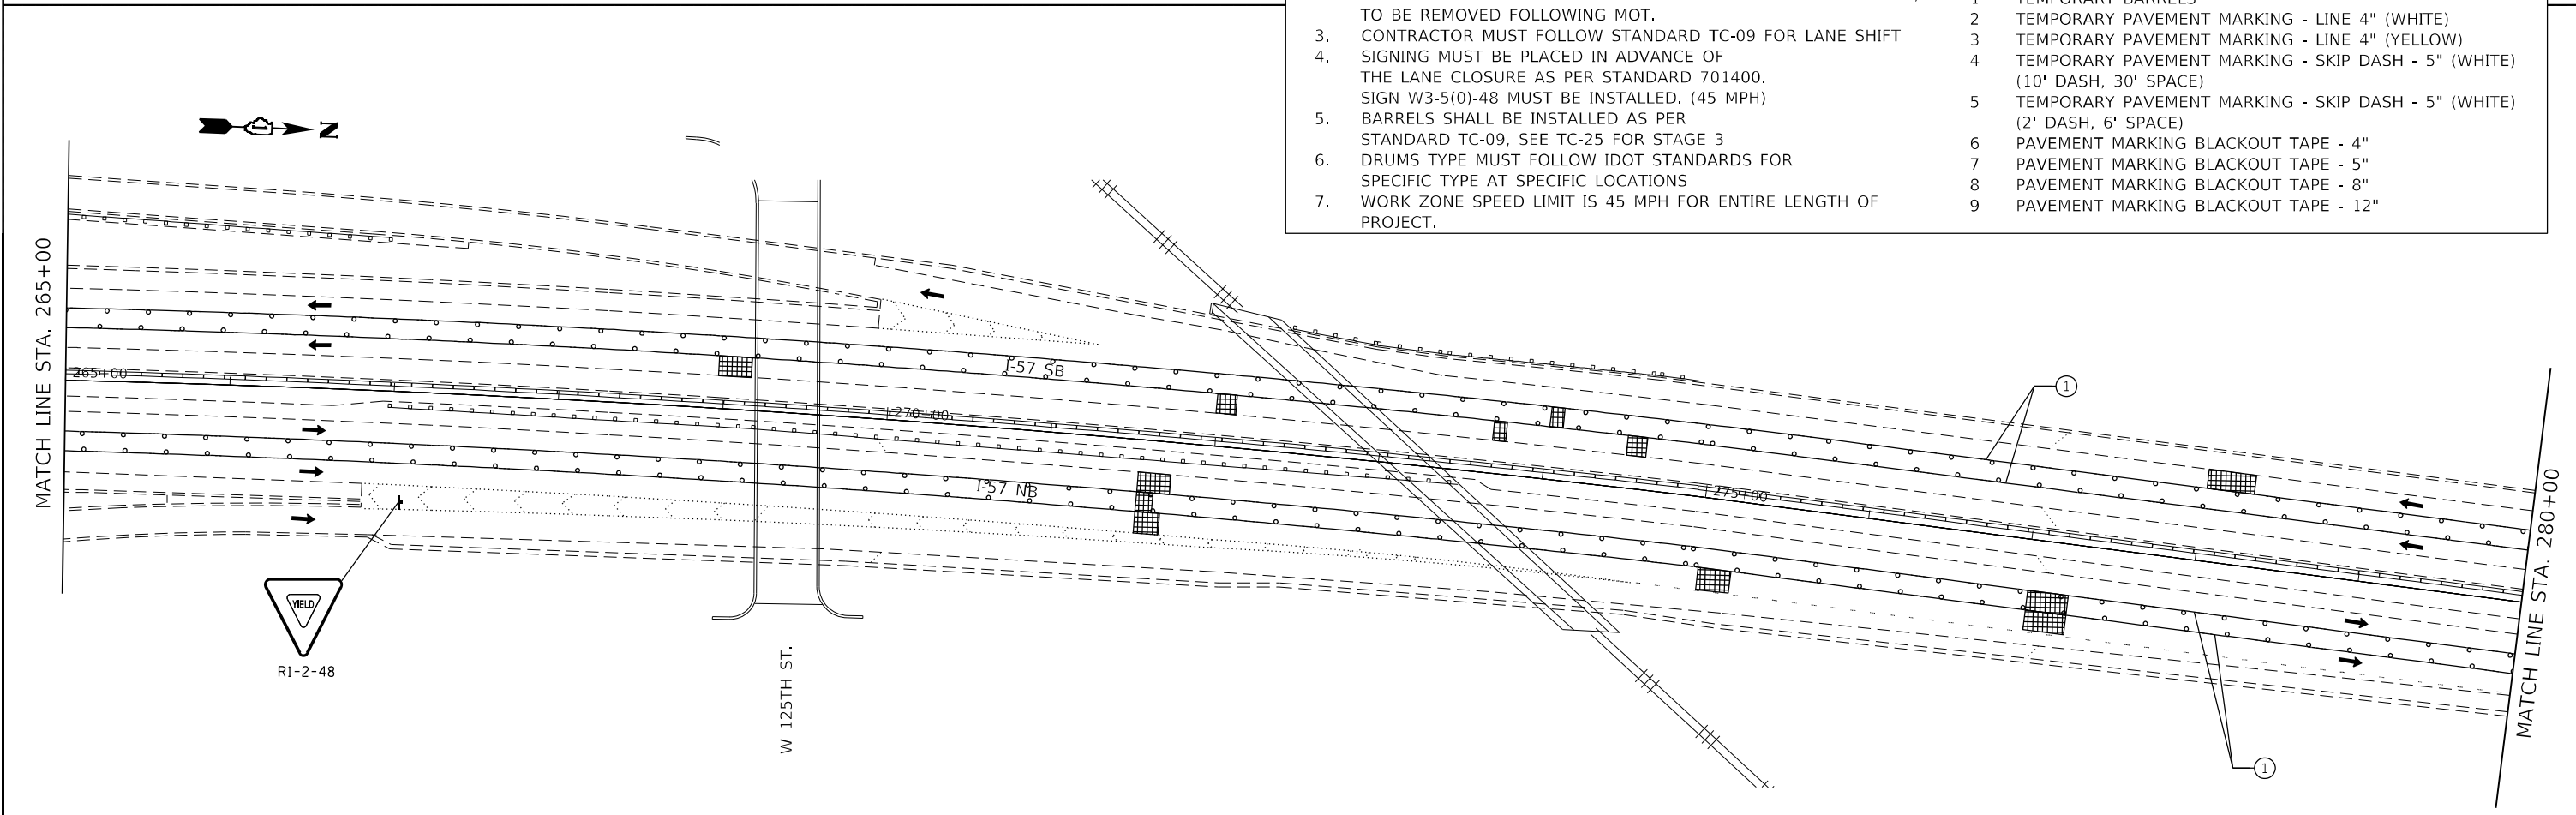 TO BE REMOVED FOLLOWING MOT.
3. CONTRACTOR MUST FOLLOW STANDARD TC-09 FOR LANE SHIFT
4. SIGNING MUST BE PLACED IN ADVANCE OF
THE LANE CLOSURE AS PER STANDARD 701400.
SIGN W3-5(0)-48 MUST BE INSTALLED. (45 MPH)
5. BARRELS SHALL BE INSTALLED AS PER
STANDARD TC-09, SEE TC-25 FOR STAGE 3
6. DRUMS TYPE MUST FOLLOW IDOT STANDARDS FOR
SPECIFIC TYPE AT SPECIFIC LOCATIONS
7. WORK ZONE SPEED LIMIT IS 45 MPH FOR ENTIRE LENGTH OF
PROJECT.
1 TEMPORARY BARRELS
2 TEMPORARY PAVEMENT MARKING - LINE 4" (WHITE)
3 TEMPORARY PAVEMENT MARKING - LINE 4" (YELLOW)
4 TEMPORARY PAVEMENT MARKING - SKIP DASH - 5" (WHITE)
(10' DASH, 30' SPACE)
5 TEMPORARY PAVEMENT MARKING - SKIP DASH - 5" (WHITE)
(2' DASH, 6' SPACE)
6 PAVEMENT MARKING BLACKOUT TAPE - 4"
7 PAVEMENT MARKING BLACKOUT TAPE - 5"
8 PAVEMENT MARKING BLACKOUT TAPE - 8"
9 PAVEMENT MARKING BLACKOUT TAPE - 12"
N
MATCH LINE STA. 265+00
265+00
I-57 SB
270+00
I-57 NB
275+00
1
MATCH LINE STA. 280+00
YIELD
R1-2-48
W 125TH ST.
1